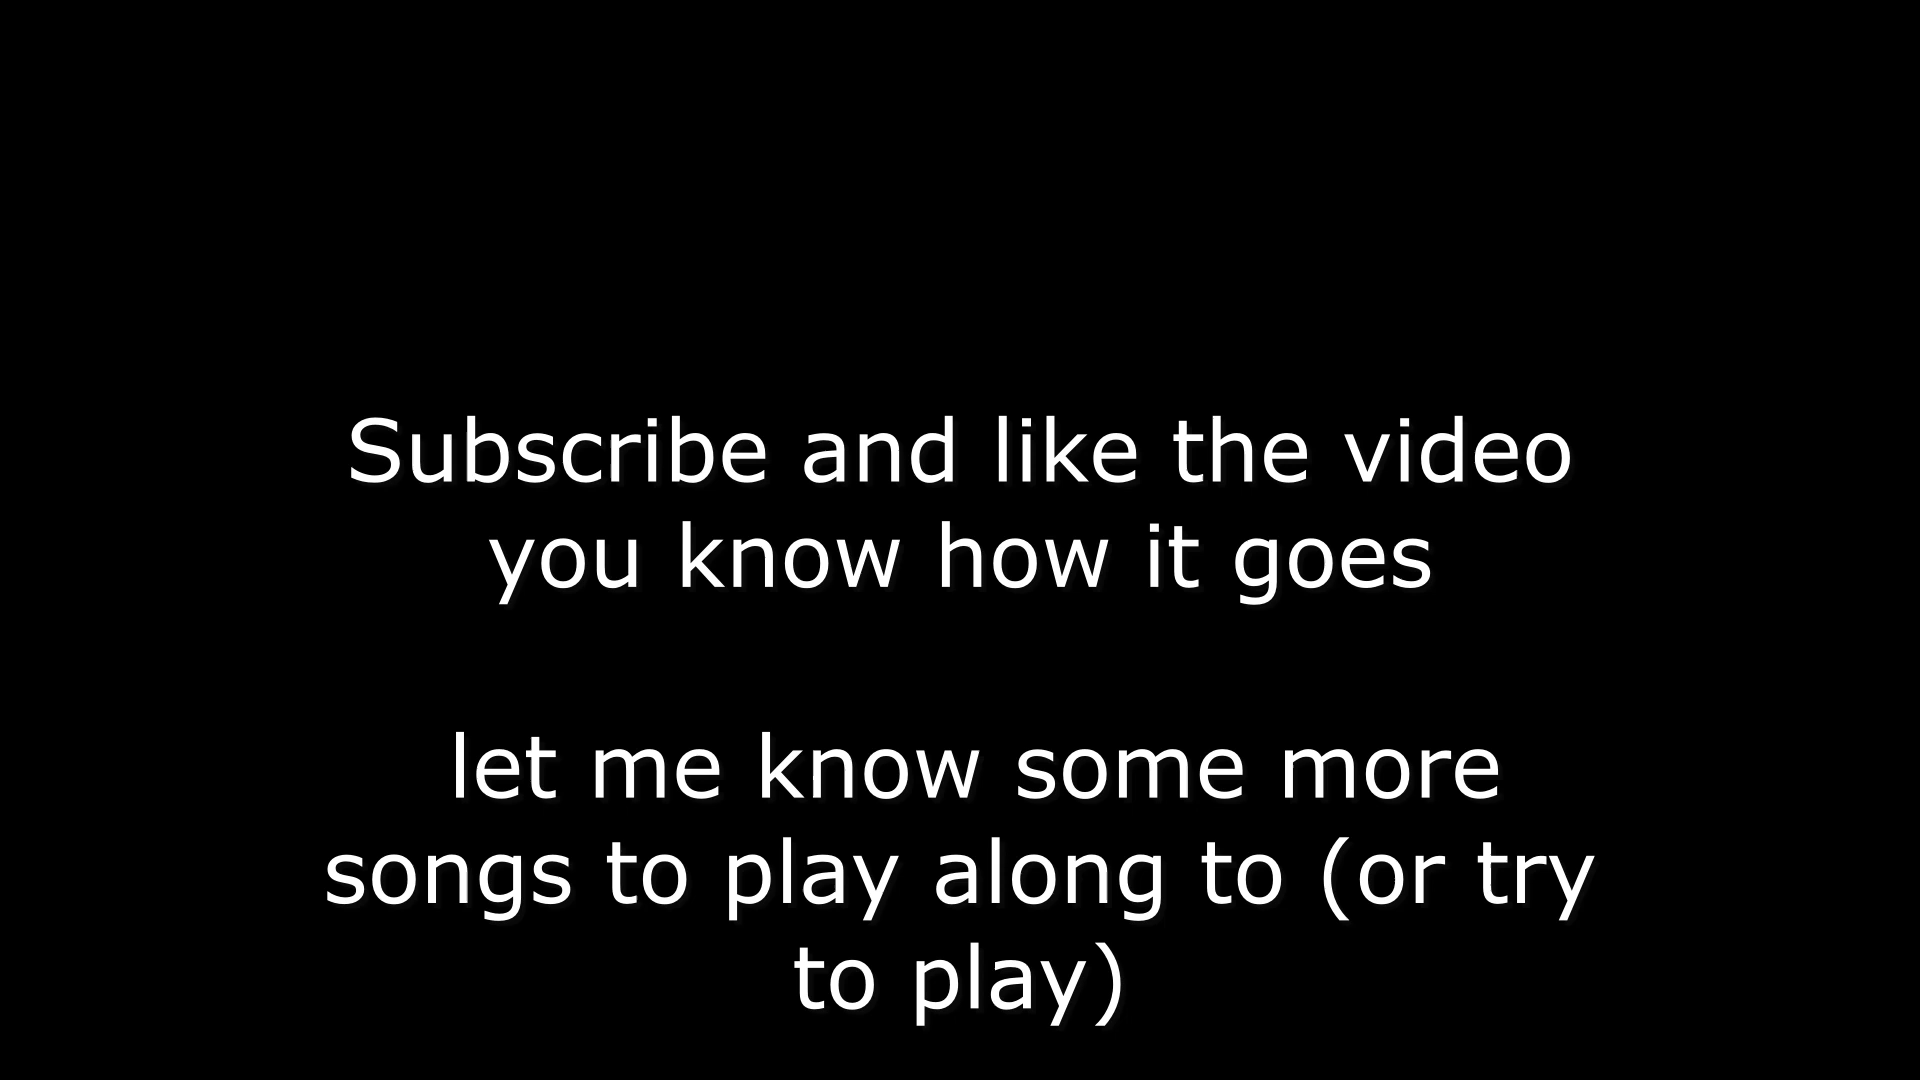 Subscribe and like the video
you know how it goes
let me know some more
songs to play along to (or try
to play)